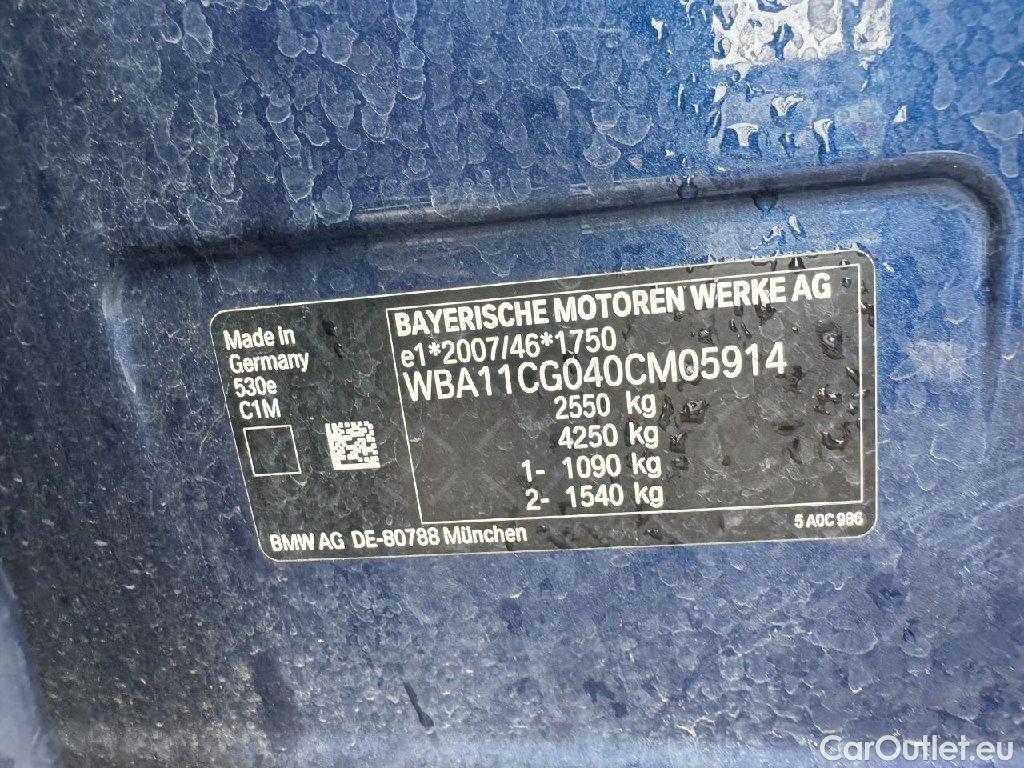 Made In
Germany
530e
C1M
BAYERISCHE MOTOREN WERKE AG
e1*2007/46*1750
WBA11CG040CM05914
2550 kg
4250 kg
1- 1090 kg
2- 1540 kg
BMW AG DE-80788 München
5 A0C 986
CarOutlet.eu